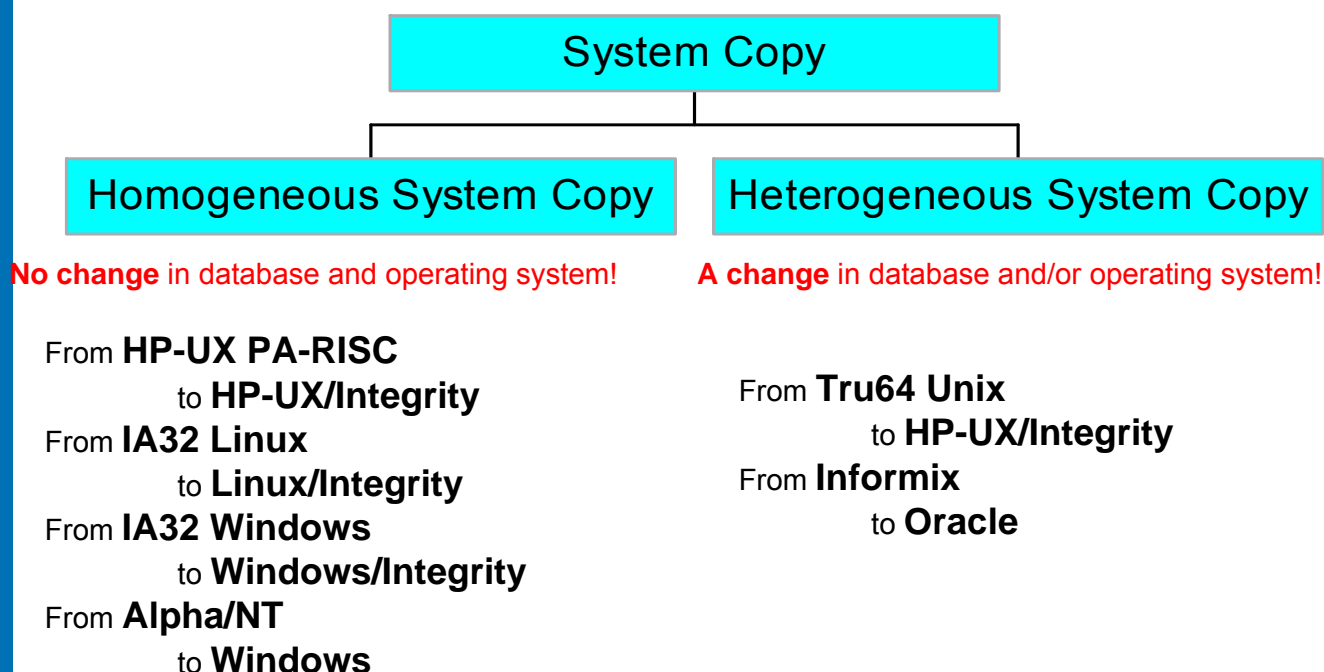 System Copy
Homogeneous System Copy
Heterogeneous System Copy
No change in database and operating system!
A change in database and/or operating system!
From HP-UX PA-RISC
to HP-UX/Integrity
From IA32 Linux
to Linux/Integrity
From IA32 Windows
to Windows/Integrity
From Alpha/NT
to Windows
From Tru64 Unix
to HP-UX/Integrity
From Informix
to Oracle